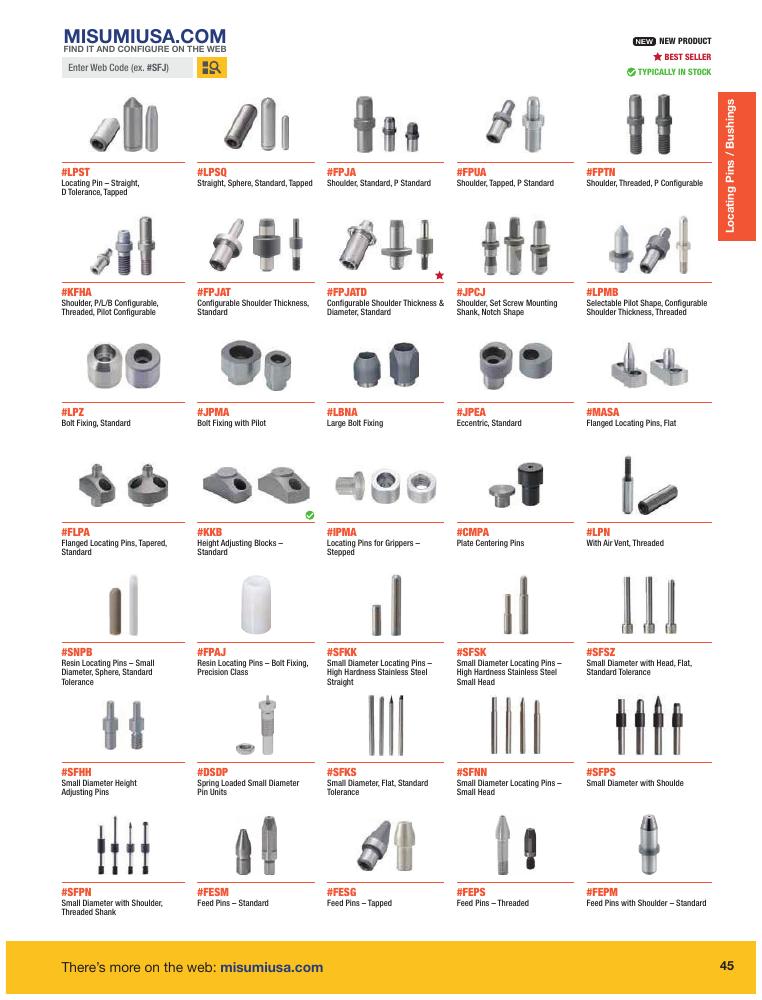 MISUMIUSA.COM
FIND IT AND CONFIGURE ON THE WEB
Enter Web Code (ex. #SFJ)
NEW NEW PRODUCT
BEST SELLER
TYPICALLY IN STOCK
Locating Pins / Bushings
#LPST
Locating Pin – Straight,
D Tolerance, Tapped
#LPSQ
Straight, Sphere, Standard, Tapped
#FPJA
Shoulder, Standard, P Standard
#FPUA
Shoulder, Tapped, P Standard
#FPTN
Shoulder, Threaded, P Configurable
#KFHA
Shoulder, P/L/B Configurable,
Threaded, Pilot Configurable
#FPJAT
Configurable Shoulder Thickness,
Standard
#FPJATD
Configurable Shoulder Thickness &
Diameter, Standard
#JPCJ
Shoulder, Set Screw Mounting
Shank, Notch Shape
#LPMB
Selectable Pilot Shape, Configurable
Shoulder Thickness, Threaded
#LPZ
Bolt Fixing, Standard
#JPMA
Bolt Fixing with Pilot
#LBNA
Large Bolt Fixing
#JPEA
Eccentric, Standard
#MASA
Flanged Locating Pins, Flat
#FLPA
Flanged Locating Pins, Tapered,
Standard
#KKB
Height Adjusting Blocks –
Standard
#IPMA
Locating Pins for Grippers –
Stepped
#CMPA
Plate Centering Pins
#LPN
With Air Vent, Threaded
#SNPB
Resin Locating Pins – Small
Diameter, Sphere, Standard
Tolerance
#FPAJ
Resin Locating Pins – Bolt Fixing,
Precision Class
#SFKK
Small Diameter Locating Pins –
High Hardness Stainless Steel
Straight
#SFSK
Small Diameter Locating Pins –
High Hardness Stainless Steel
Small Head
#SFSZ
Small Diameter with Head, Flat,
Standard Tolerance
#SFHH
Small Diameter Height
Adjusting Pins
#DSDP
Spring Loaded Small Diameter
Pin Units
#SFKS
Small Diameter, Flat, Standard
Tolerance
#SFNN
Small Diameter Locating Pins –
Small Head
#SFPS
Small Diameter with Shoulde
#SFPN
Small Diameter with Shoulder,
Threaded Shank
#FESM
Feed Pins – Standard
#FESG
Feed Pins – Tapped
#FEPS
Feed Pins – Threaded
#FEPM
Feed Pins with Shoulder – Standard
There's more on the web: misumiusa.com
45